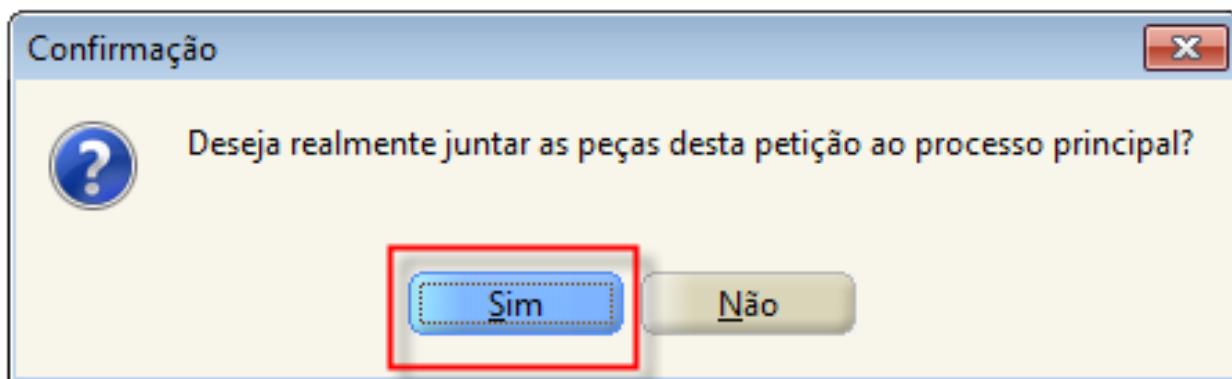 Confirmação
Deseja realmente juntar as peças desta petição ao processo principal?
Sim
Não